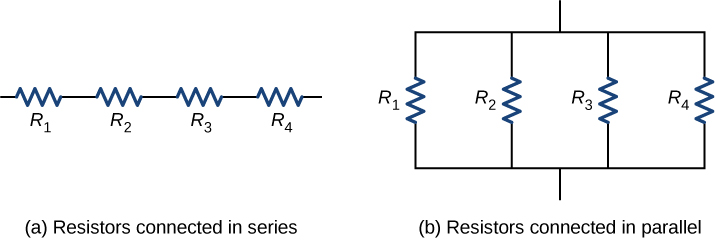 R1 R2 R3 R4
(a) Resistors connected in series
R1 R2 R3 R4
(b) Resistors connected in parallel